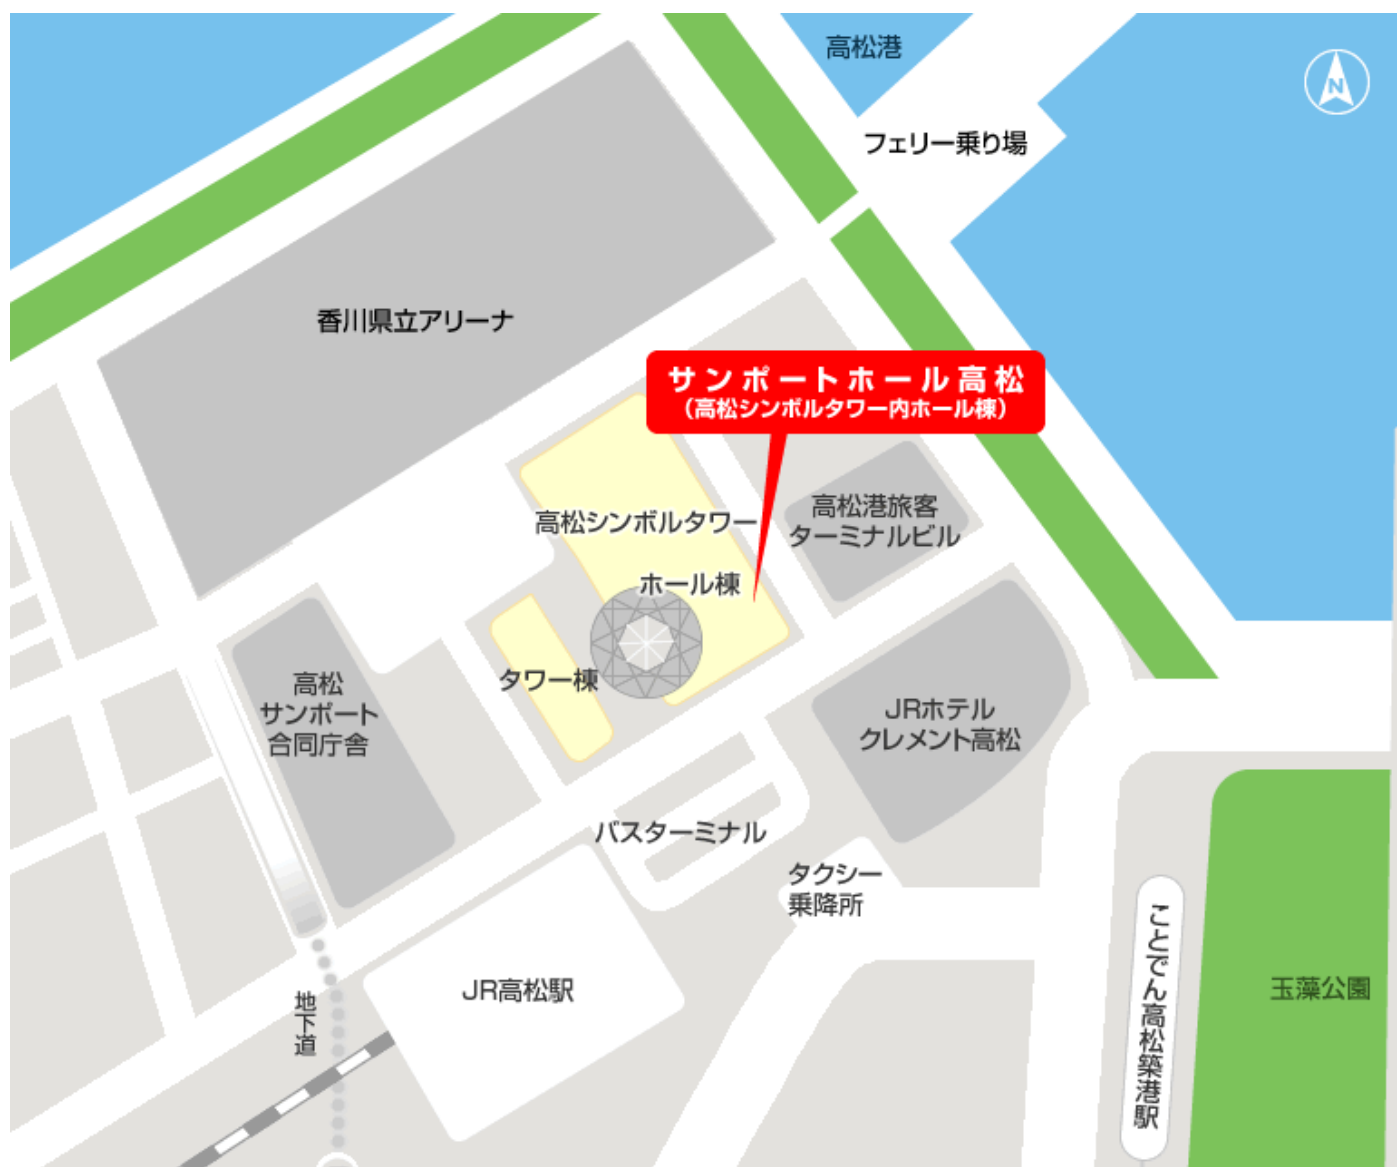 高松港
N
フェリー乗り場
香川県立アリーナ
サンポートホール高松
（高松シンボルタワー内ホール棟）
高松港旅客
ターミナルビル
高松シンボルタワー
ホール棟
タワー棟
高松
サンポート
合同庁舎
JRホテル
クレメント高松
バスターミナル
タクシー
乗降所
JR高松駅
地下道
ことでん高松築港駅
玉藻公園